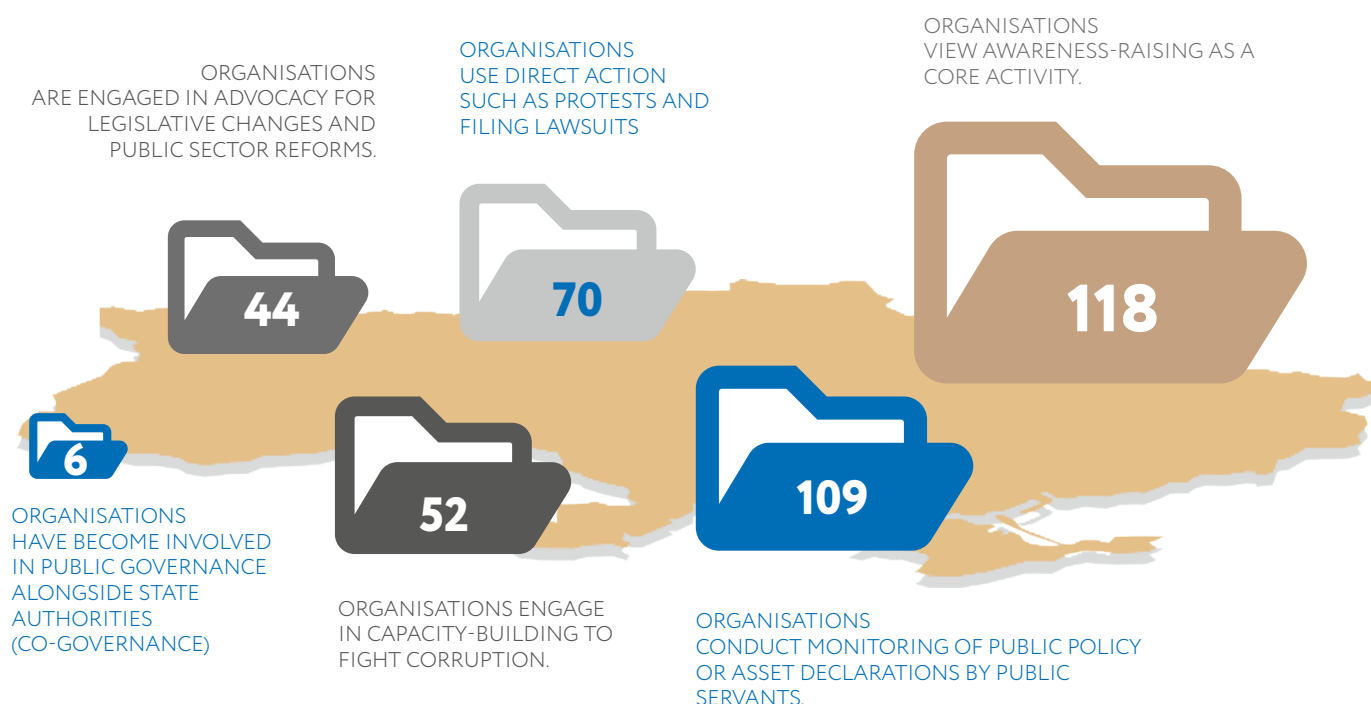 ORGANISATIONS
ARE ENGAGED IN ADVOCACY FOR
LEGISLATIVE CHANGES AND
PUBLIC SECTOR REFORMS.
44
ORGANISATIONS
USE DIRECT ACTION
SUCH AS PROTESTS AND
FILING LAWSUITS
70
ORGANISATIONS
VIEW AWARENESS-RAISING AS A
CORE ACTIVITY.
118
6
ORGANISATIONS
HAVE BECOME INVOLVED
IN PUBLIC GOVERNANCE
ALONGSIDE STATE
AUTHORITIES
(CO-GOVERNANCE)
52
ORGANISATIONS ENGAGE
IN CAPACITY-BUILDING TO
FIGHT CORRUPTION.
109
ORGANISATIONS
CONDUCT MONITORING OF PUBLIC POLICY
OR ASSET DECLARATIONS BY PUBLIC
SERVANTS.